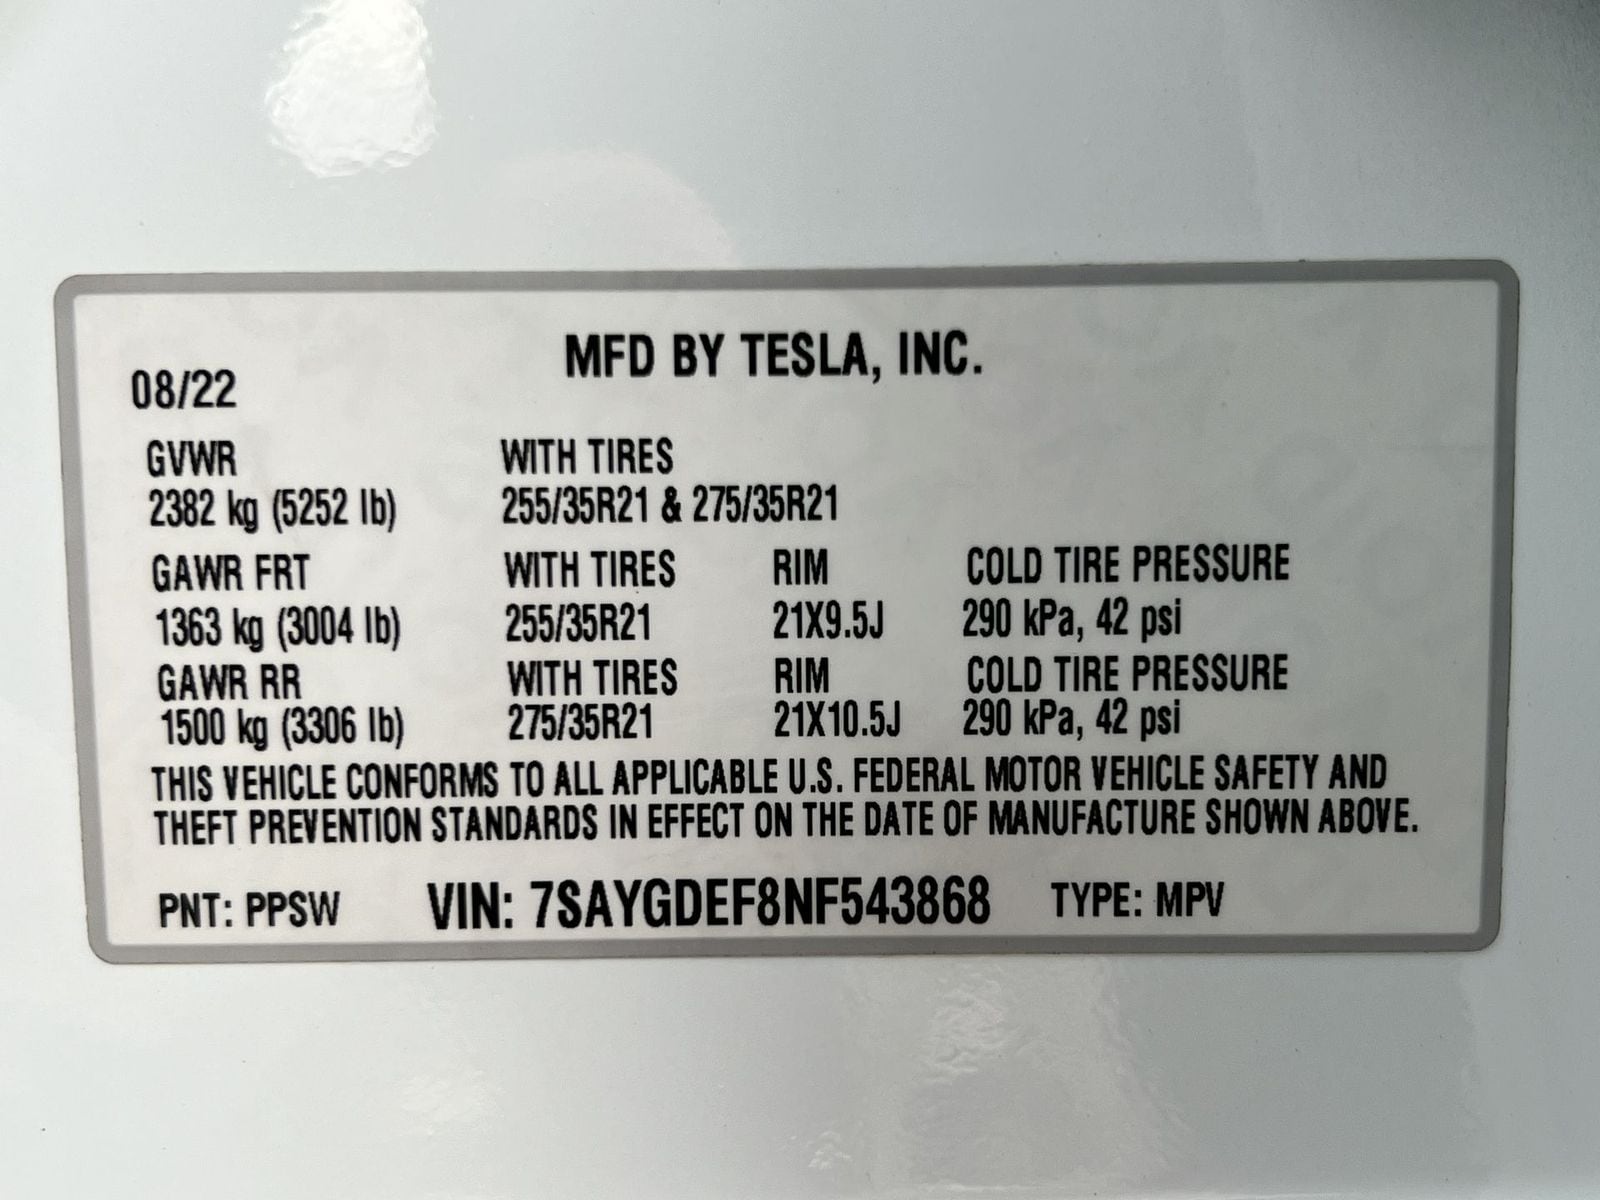 MFD BY TESLA, INC.
08/22
GVWR WITH TIRES
2382 kg (5252 lb) 255/35R21 & 275/35R21
GAWR FRT WITH TIRES RIM COLD TIRE PRESSURE
1363 kg (3004 lb) 255/35R21 21X9.5J 290 kPa, 42 psi
GAWR RR WITH TIRES RIM COLD TIRE PRESSURE
1500 kg (3306 lb) 275/35R21 21X10.5J 290 kPa, 42 psi
THIS VEHICLE CONFORMS TO ALL APPLICABLE U.S. FEDERAL MOTOR VEHICLE SAFETY AND
THEFT PREVENTION STANDARDS IN EFFECT ON THE DATE OF MANUFACTURE SHOWN ABOVE.
PNT: PPSW VIN: 7SAYGDEF8NF543868 TYPE: MPV